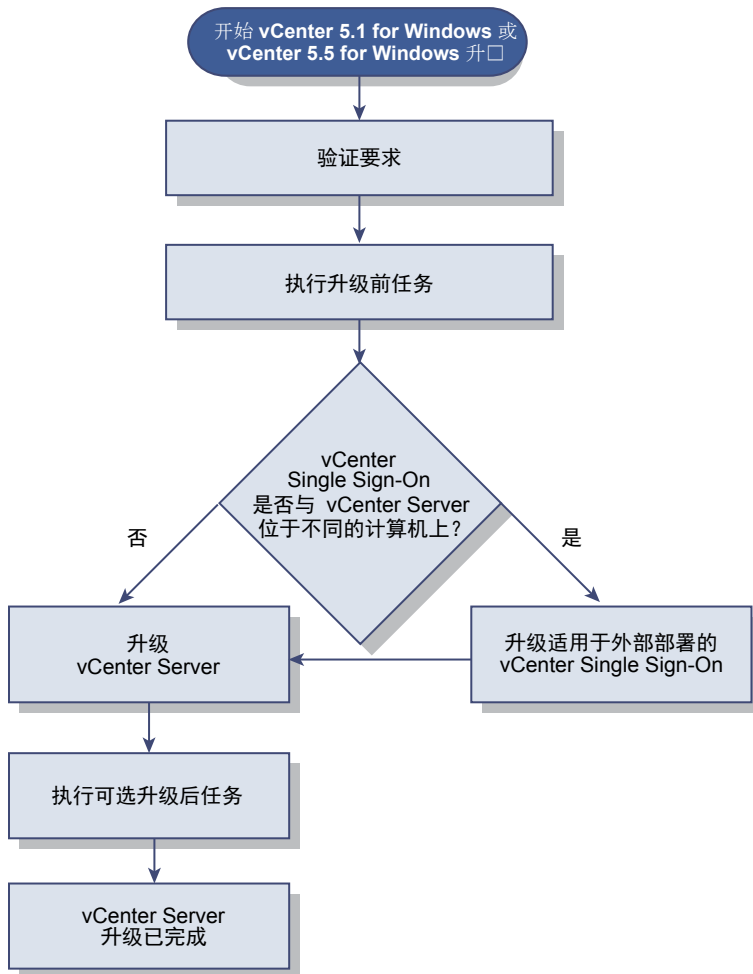 开始 vCenter 5.1 for Windows 或
vCenter 5.5 for Windows 升□
验证要求
执行升级前任务
vCenter
Single Sign-On
是否与 vCenter Server
位于不同的计算机上？
否
是
升级
vCenter Server
升级适用于外部部署的
vCenter Single Sign-On
执行可选升级后任务
vCenter Server
升级已完成